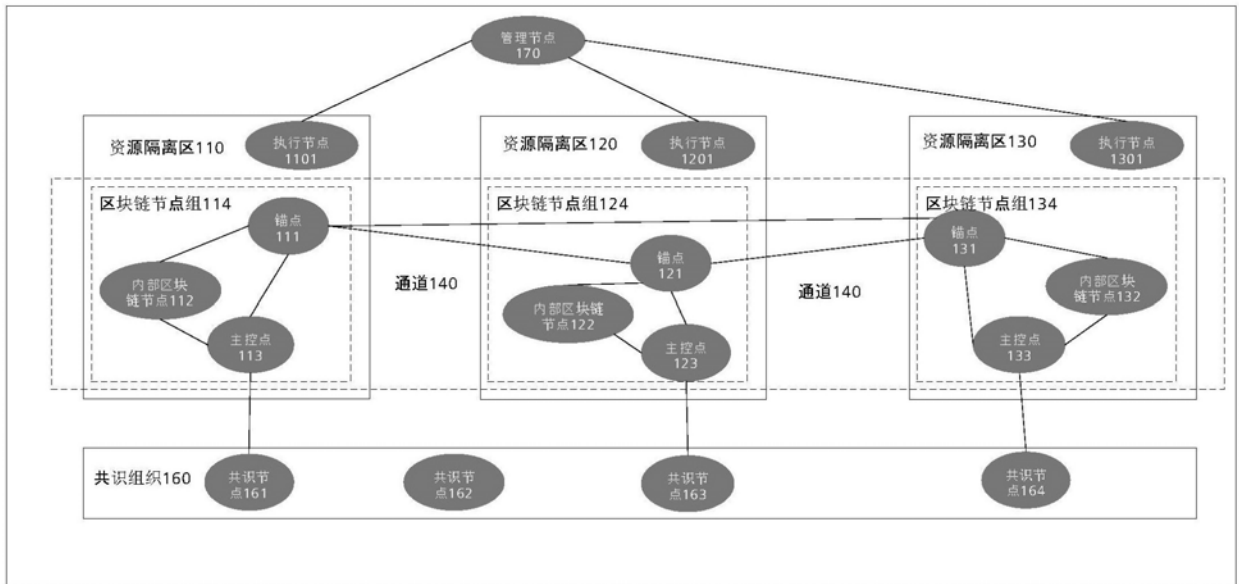 管理节点
170
资源隔离区110
执行节点
1101
资源隔离区120
执行节点
1201
资源隔离区130
执行节点
1301
区块链节点组114
锚点
111
内部区块
链节点112
主控点
113
通道140
区块链节点组124
锚点
121
内部区块链
节点122
主控点
123
通道140
区块链节点组134
锚点
131
内部区块
链节点132
主控点
133
共识组织160
共识节
点161
共识节
点162
共识节
点163
共识节
点164